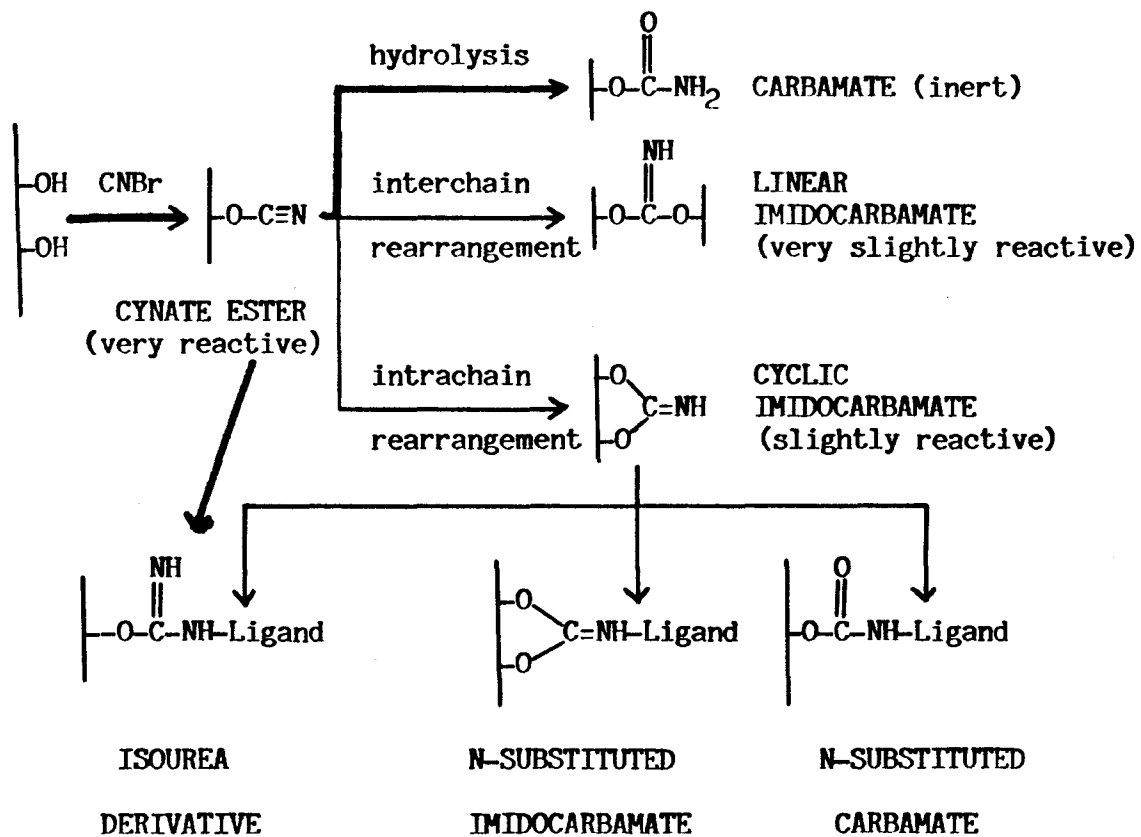 hydrolysis
O
-O-C-NH2 CARBAMATE (inert)
-OH
-OH
CNBr
-O-C≡N
CYNATE ESTER
(very reactive)
interchain
rearrangement
NH
-O-C-O-
LINEAR
IMIDOCARBAMATE
(very slightly reactive)
intrachain
rearrangement
-O
C=NH
-O
CYCLIC
IMIDOCARBAMATE
(slightly reactive)
NH
-O-C-NH-Ligand
-O
C=NH-Ligand
-O
O
-O-C-NH-Ligand
ISOUREA
DERIVATIVE
N-SUBSTITUTED
IMIDOCARBAMATE
N-SUBSTITUTED
CARBAMATE